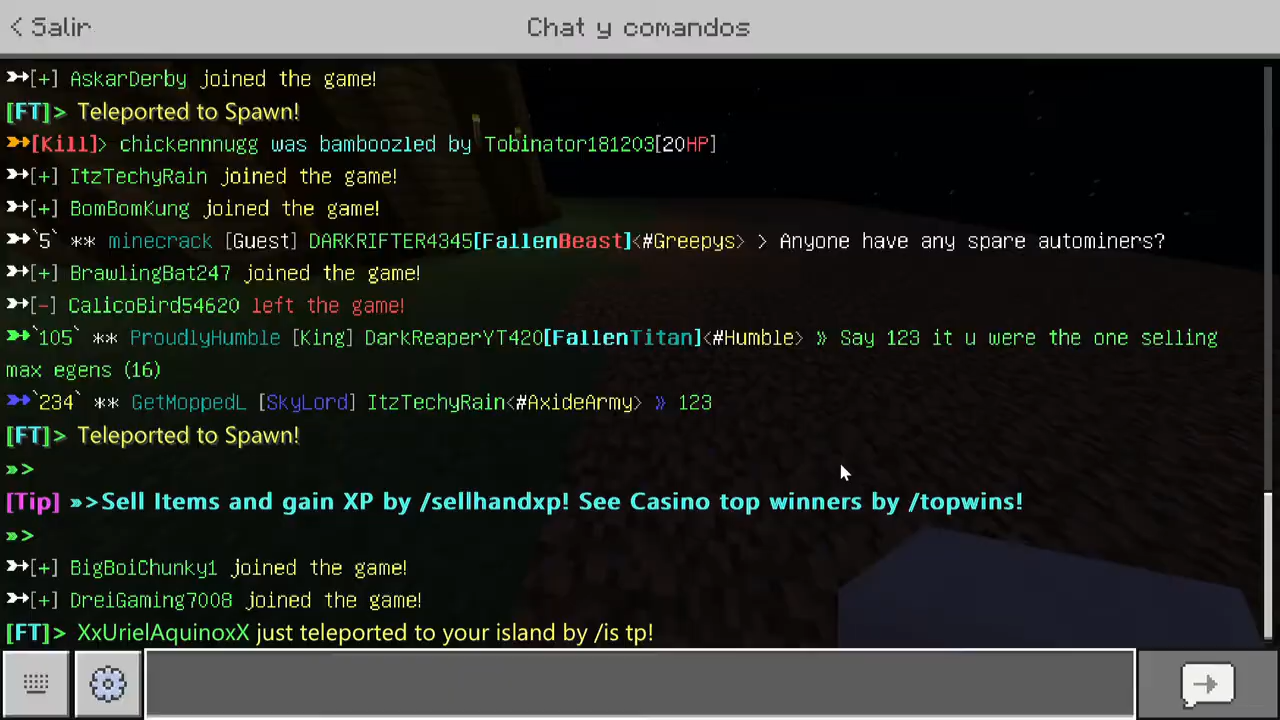 < Salir
Chat y comandos
[+] AskarDerby joined the game!
[FT]> Teleported to Spawn!
[Kill]> chickennnugg was bamboozled by Tobinator181203[20HP]
[+] ItzTechyRain joined the game!
[+] BomBomKung joined the game!
`5` ** minecrack [Guest] DARKRIFTER4345[FallenBeast]<#Greepys> > Anyone have any spare autominers?
[+] BrawlingBat247 joined the game!
[-] CalicoBird54620 left the game!
`105` ** ProudlyHumble [King] DarkReaperYT420[FallenTitan]<#Humble> » Say 123 it u were the one selling
max egens (16)
`234` ** GetMoppedL [SkyLord] ItzTechyRain<#AxideArmy> » 123
[FT]> Teleported to Spawn!
»>
[Tip] »>Sell Items and gain XP by /sellhandxp! See Casino top winners by /topwins!
»>
[+] BigBoiChunky1 joined the game!
[+] DreiGaming7008 joined the game!
[FT]> XxUrielAquinoxX just teleported to your island by /is tp!